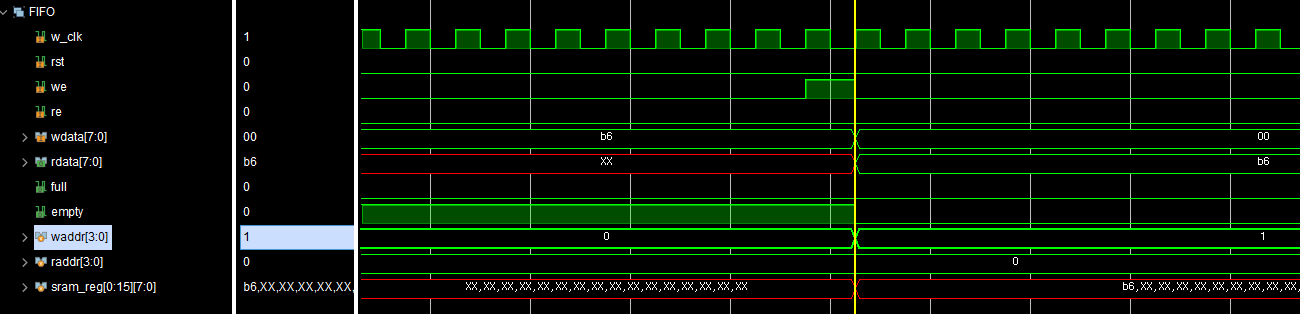 FIFO
w_clk 1
rst 0
we 0
re 0
wdata[7:0] 00 b6 00
rdata[7:0] b6 XX b6
full 0
empty 0
waddr[3:0] 1 0 1
raddr[3:0] 0 0
sram_reg[0:15][7:0] b6,XX,XX,XX,XX,XX, XX,XX,XX,XX,XX,XX,XX,XX,XX,XX,XX,XX,XX,XX,XX,XX b6,XX,XX,XX,XX,XX,XX,XX,XX,XX